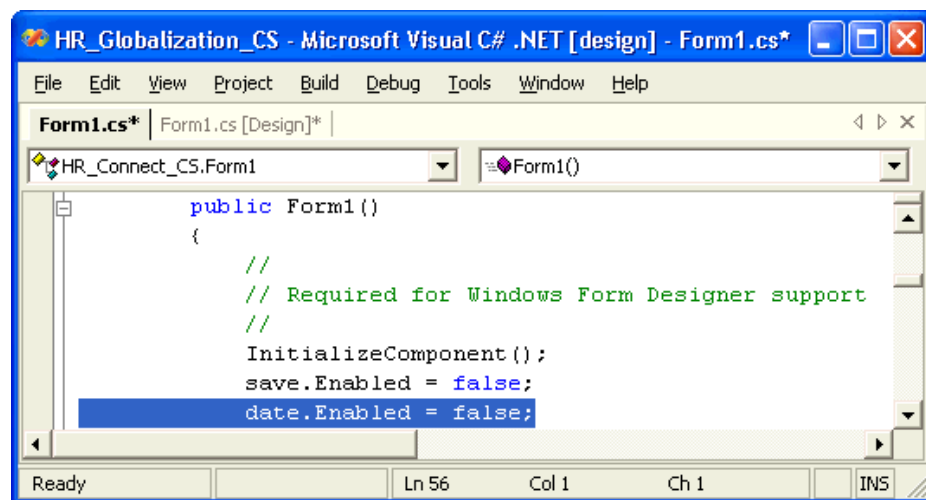 HR_Globalization_CS - Microsoft Visual C# .NET [design] - Form1.cs*
File Edit View Project Build Debug Tools Window Help
Form1.cs* Form1.cs [Design]*
HR_Connect_CS.Form1 Form1()
public Form1()
{
//
// Required for Windows Form Designer support
//
InitializeComponent();
save.Enabled = false;
date.Enabled = false;
Ready Ln 56 Col 1 Ch 1 INS